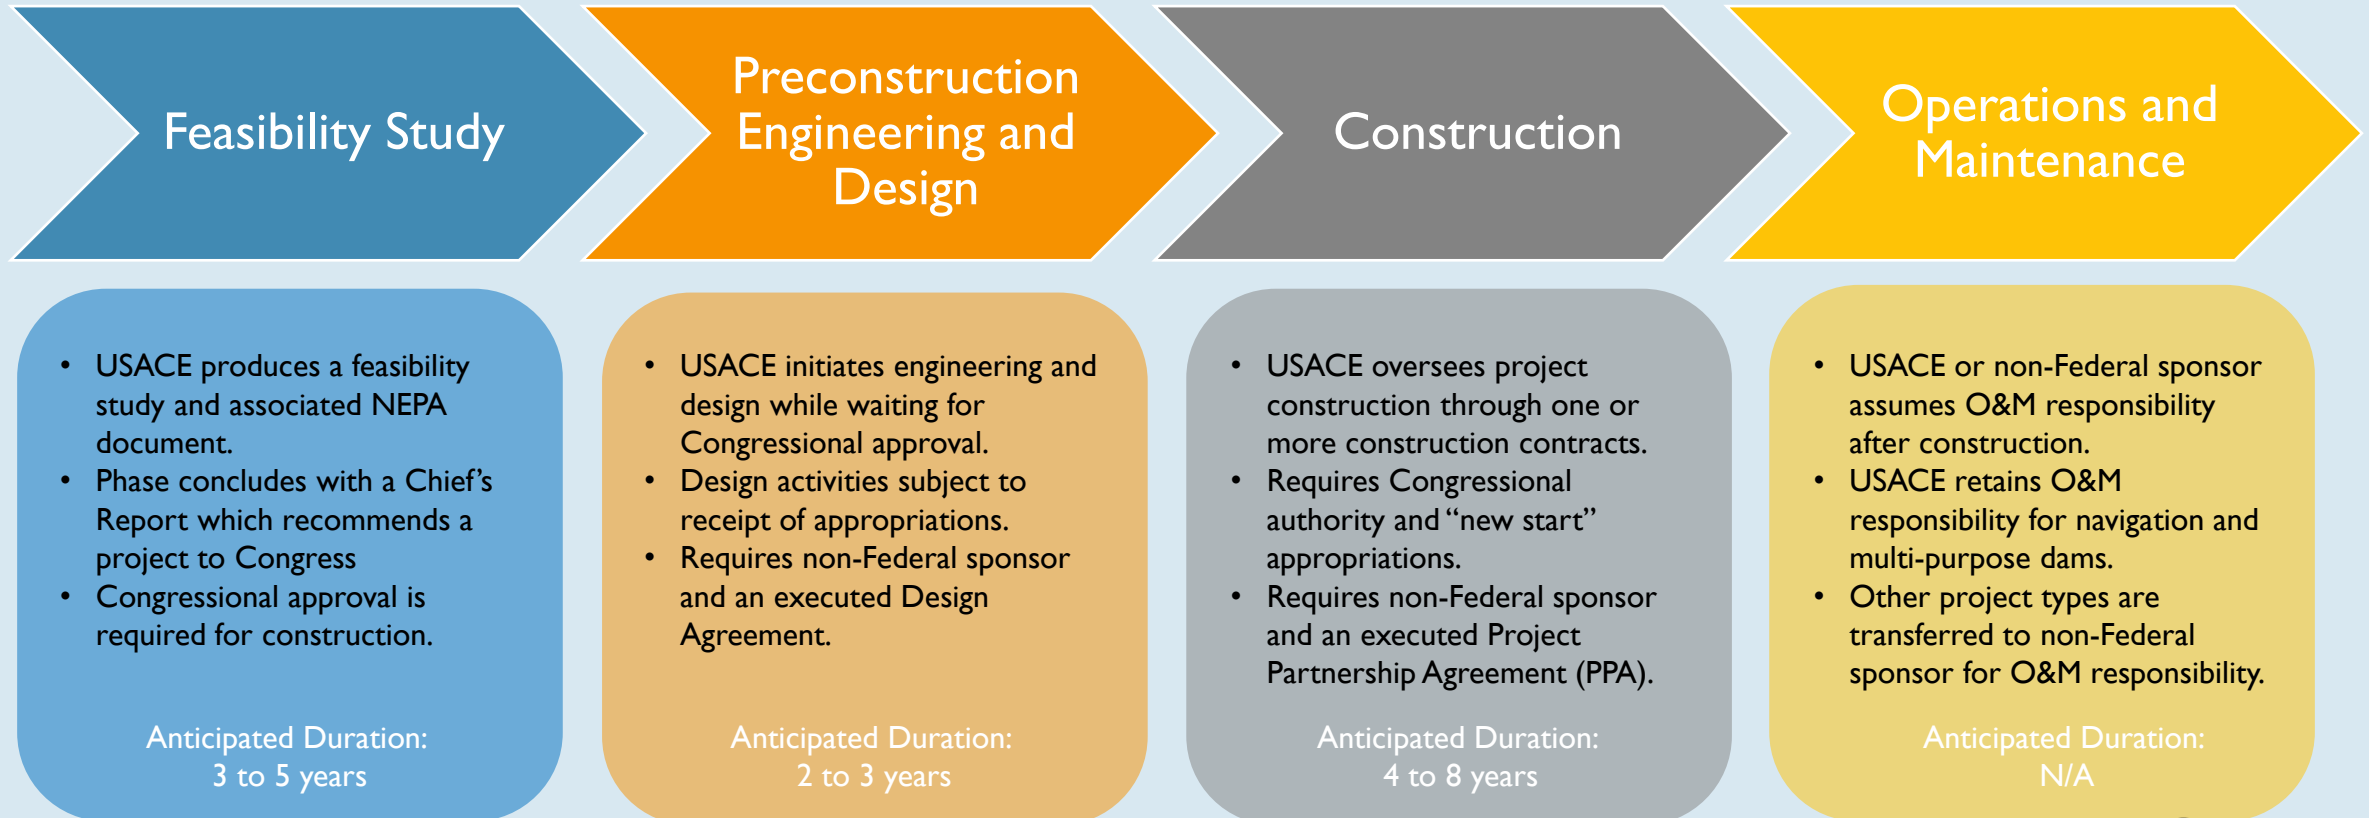 Feasibility Study
Preconstruction
Engineering and
Design
Construction
Operations and
Maintenance
• USACE produces a feasibility
study and associated NEPA
document.
• Phase concludes with a Chief’s
Report which recommends a
project to Congress
• Congressional approval is
required for construction.
Anticipated Duration:
3 to 5 years
• USACE initiates engineering and
design while waiting for
Congressional approval.
• Design activities subject to
receipt of appropriations.
• Requires non-Federal sponsor
and an executed Design
Agreement.
Anticipated Duration:
2 to 3 years
• USACE oversees project
construction through one or
more construction contracts.
• Requires Congressional
authority and “new start”
appropriations.
• Requires non-Federal sponsor
and an executed Project
Partnership Agreement (PPA).
Anticipated Duration:
4 to 8 years
• USACE or non-Federal sponsor
assumes O&M responsibility
after construction.
• USACE retains O&M
responsibility for navigation and
multi-purpose dams.
• Other project types are
transferred to non-Federal
sponsor for O&M responsibility.
Anticipated Duration:
N/A